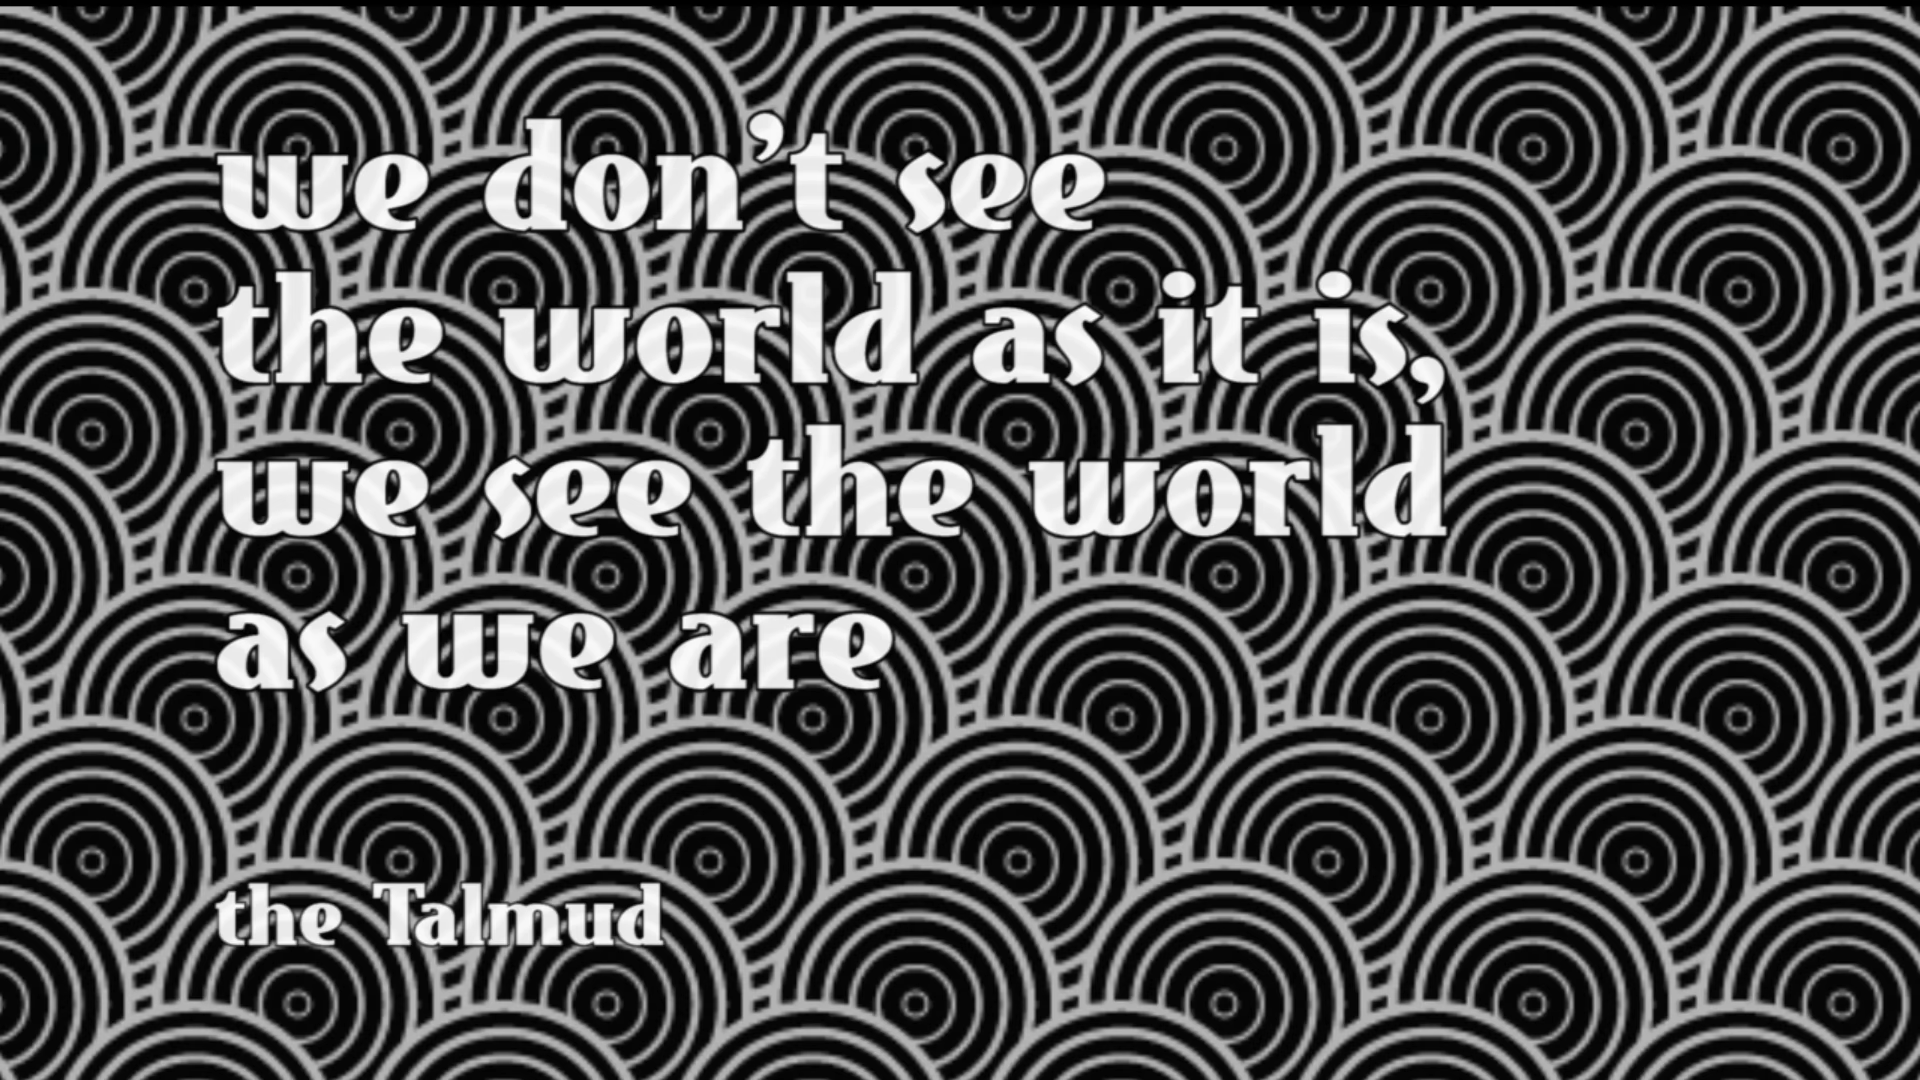 we don’t see
the world as it is,
we see the world
as we are
the Talmud